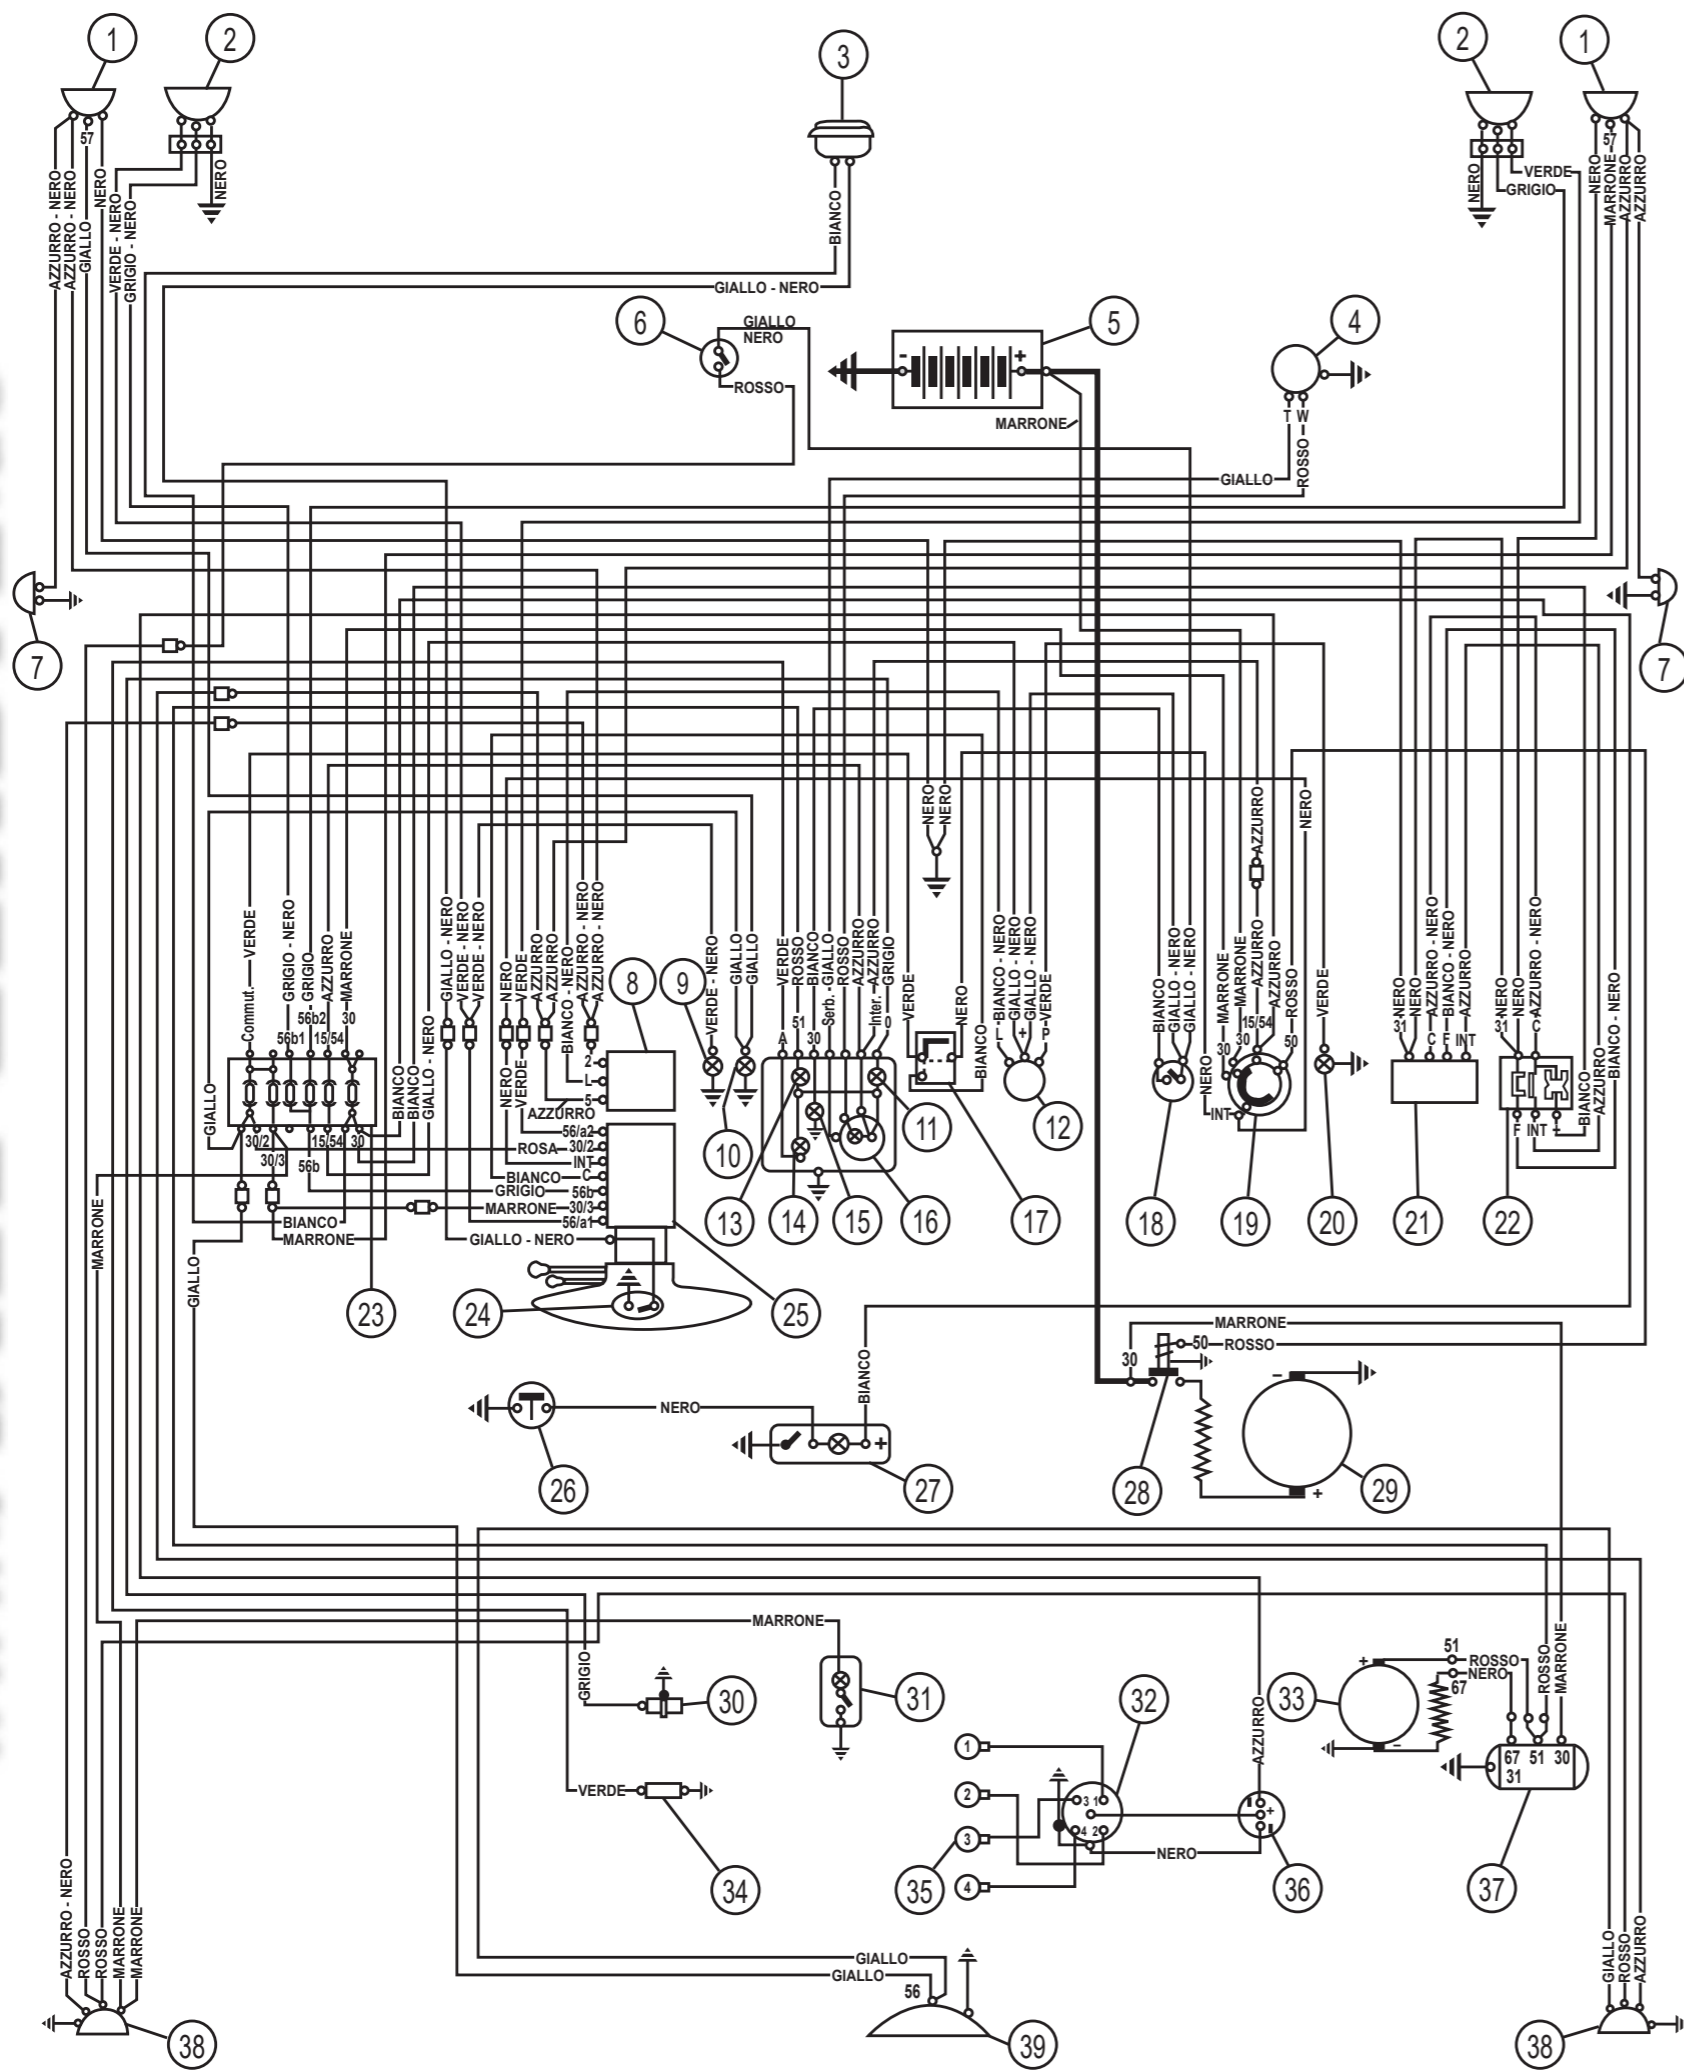 1
2
3
2
1
57
57
AZZURRO - NERO
AZZURRO - NERO
GIALLO
NERO
VERDE - NERO
GRIGIO - NERO
NERO
BIANCO
GIALLO - NERO
NERO
VERDE
GRIGIO
NERO
MARRONE
AZZURRO
AZZURRO
6
GIALLO
NERO
ROSSO
5
- +
MARRONE
4
T W
GIALLO
ROSSO
7
7
NERO
NERO
AZZURRO
NERO
Commut.
VERDE
GRIGIO - NERO
GRIGIO
AZZURRO
MARRONE
56b1
56b2
15/54
30
GIALLO - NERO
VERDE - NERO
VERDE - NERO
NERO
VERDE
AZZURRO
AZZURRO
BIANCO - NERO
AZZURRO - NERO
AZZURRO - NERO
8
9
VERDE - NERO
GIALLO
GIALLO
VERDE
ROSSO
BIANCO
GIALLO
ROSSO
AZZURRO
AZZURRO
GRIGIO
A
51
30
Serb.
Inter.
0
VERDE
NERO
BIANCO
BIANCO - NERO
GIALLO - NERO
GIALLO - NERO
VERDE
L + P
BIANCO
GIALLO - NERO
GIALLO - NERO
MARRONE
MARRONE
AZZURRO
AZZURRO
ROSSO
30
30
15/54
50
NERO
INT
VERDE
NERO
NERO
AZZURRO - NERO
BIANCO - NERO
AZZURRO
31 C F INT
NERO
NERO
AZZURRO - NERO
31 C
BIANCO - NERO
F INT +
BIANCO
AZZURRO
GIALLO
BIANCO
BIANCO
GIALLO - NERO
NERO
VERDE
2
L
5
AZZURRO
30/2
30/3
56b
15/54
30
ROSA
56/a2
30/2
INT
BIANCO
C
GRIGIO
56b
MARRONE
30/3
56/a1
GIALLO - NERO
BIANCO
MARRONE
MARRONE
GIALLO
10
11
12
13
14
15
16
17
18
19
20
21
22
23
24
25
MARRONE
30
50
ROSSO
NERO
BIANCO
+
-
+
26
27
28
29
MARRONE
GRIGIO
30
31
32
33
+
-
51
ROSSO
NERO
67
ROSSO
MARRONE
67 51 30
31
AZZURRO
VERDE
34
1
2
3
4
3 1
4 2
+
NERO
35
36
37
AZZURRO - NERO
ROSSO
ROSSO
MARRONE
MARRONE
GIALLO
GIALLO
56
GIALLO
ROSSO
AZZURRO
38
39
38